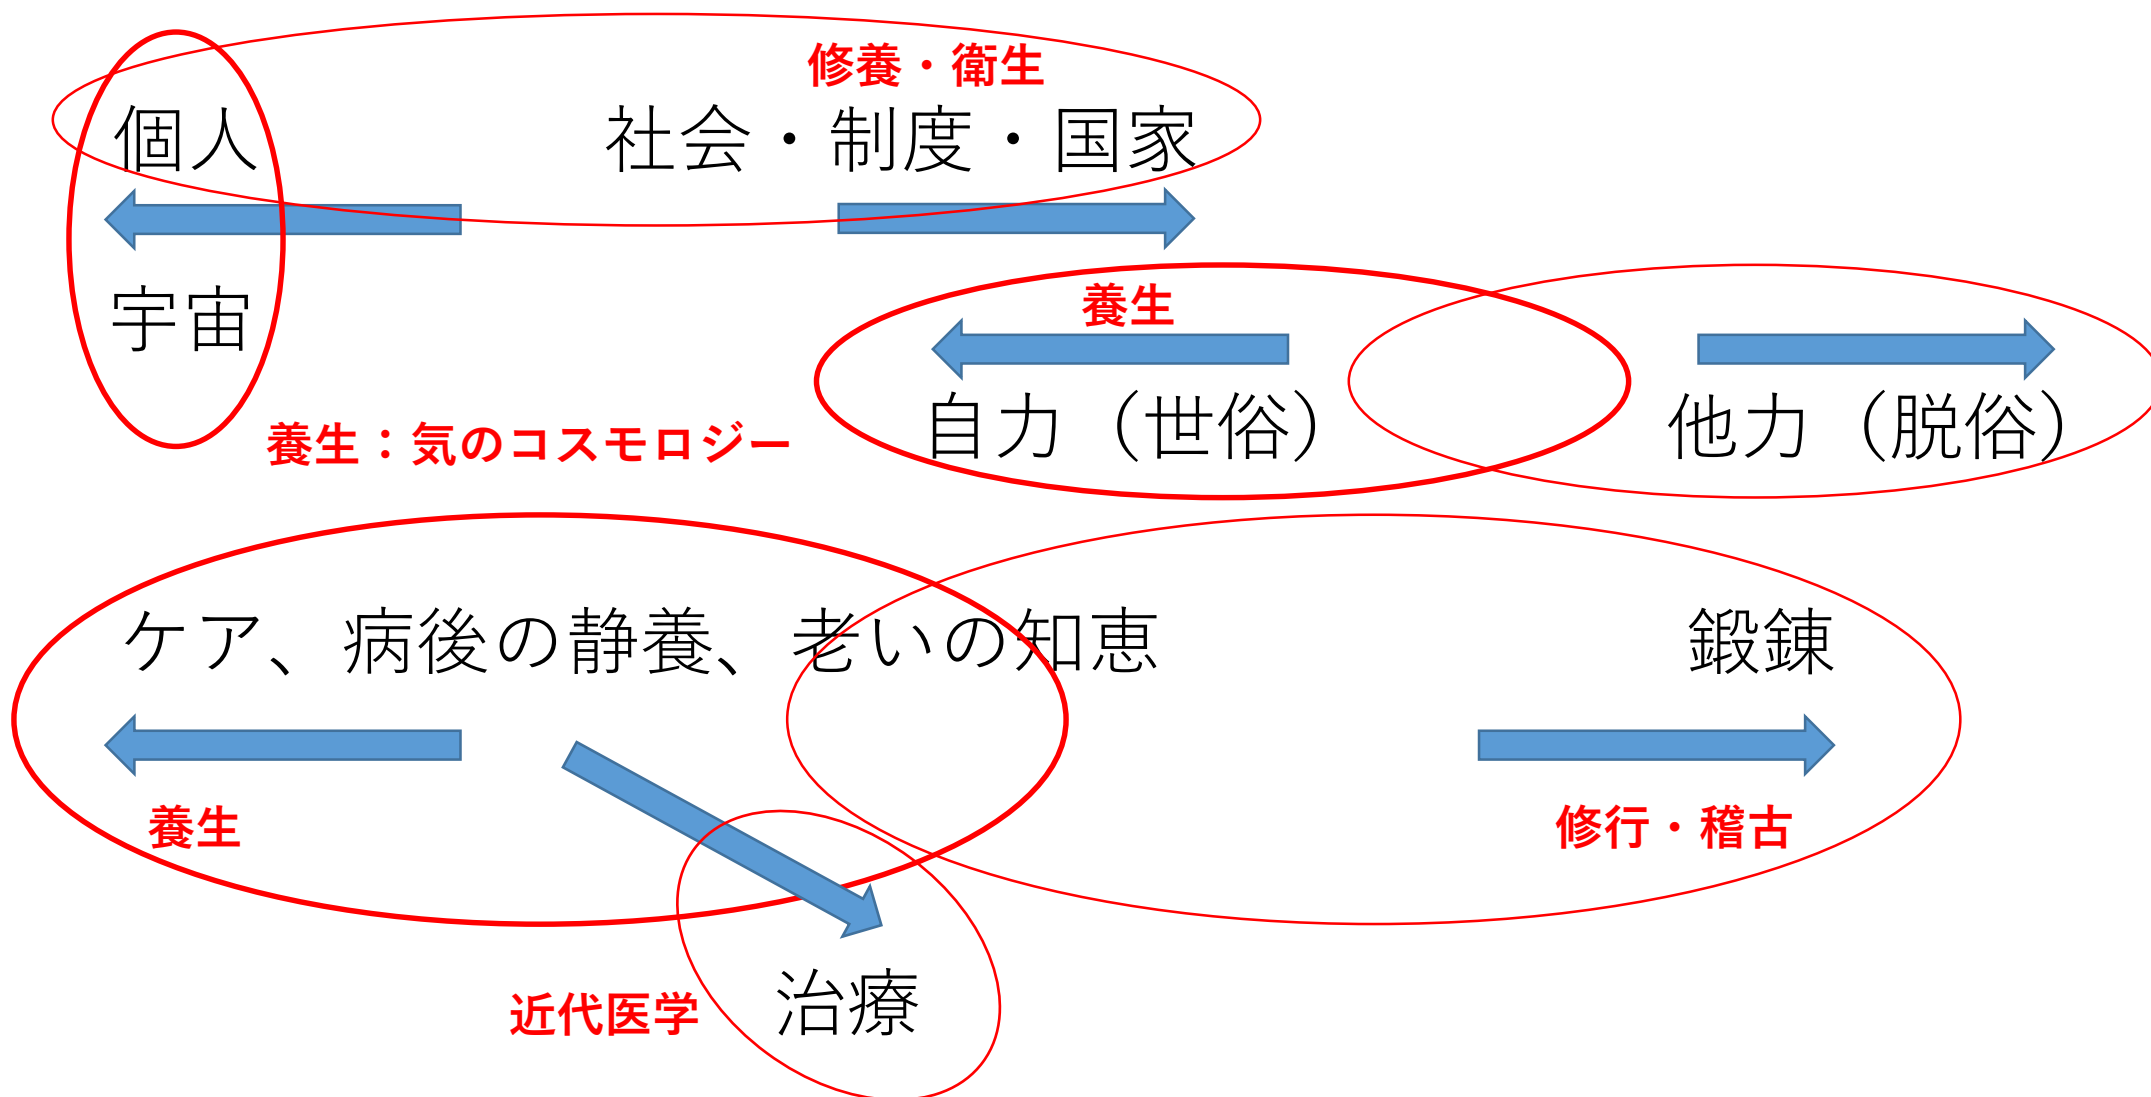 修養・衛生
個人
社会・制度・国家
宇宙
養生
自力（世俗）
他力（脱俗）
養生：気のコスモロジー
ケア、病後の静養、老いの知恵
鍛錬
養生
修行・稽古
治療
近代医学